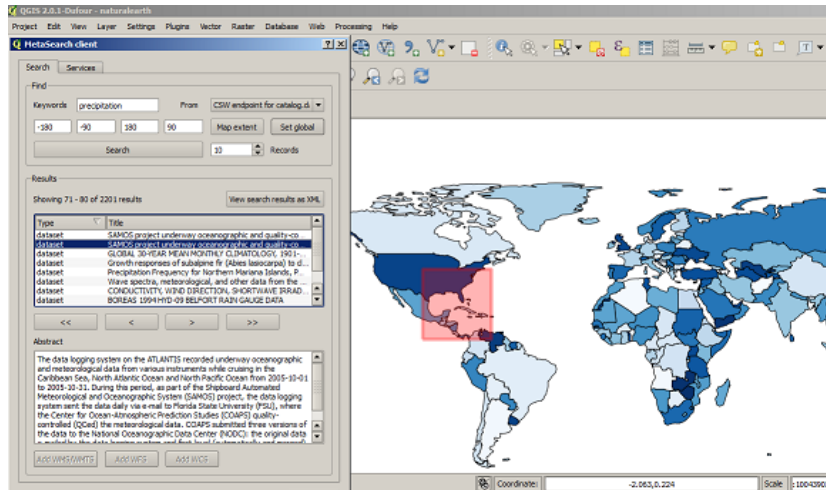 QGIS 2.0.1-Dufour - naturalearth
Project Edit View Layer Settings Plugins Vector Raster Database Web Processing Help
MetaSearch client
Search Services
Find
Keywords precipitation From CSW endpoint for catalog.d
-180 -90 180 90 Map extent Set global
Search 10 Records
Results
Showing 71 - 80 of 2201 results View search results as XML
Type Title
dataset SAMOS project underway oceanographic and quality-co...
dataset SAMOS project underway oceanographic and quality-co...
dataset GLOBAL 30-YEAR MEAN MONTHLY CLIMATOLOGY, 1901-...
dataset Growth responses of subalpine fir (Abies lasiocarpa) to d...
dataset Precipitation Frequency for Northern Mariana Islands, P...
dataset Wave spectra, meteorological, and other data from the ...
dataset CONDUCTIVITY, WIND DIRECTION, SHORTWAVE IRRAD...
dataset BOREAS 1994 HYD-09 BELFORT RAIN GAUGE DATA
<< < > >>
Abstract
The data logging system on the ATLANTIS recorded underway oceanographic
and meteorological data from various instruments while cruising in the
Caribbean Sea, North Atlantic Ocean and North Pacific Ocean from 2005-10-01
to 2005-10-31. During this period, as part of the Shipboard Automated
Meteorological and Oceanographic System (SAMOS) project, the data logging
system sent the data daily via e-mail to Florida State University (FSU), where
the Center for Ocean-Atmospheric Prediction Studies (COAPS) quality-
controlled (QCed) the meteorological data. COAPS submitted three versions of
the data to the National Oceanographic Data Center (NODC): the original data
Add WMS/WMTS Add WFS Add WCS
Coordinate: -2.063,0.224 Scale :1004390